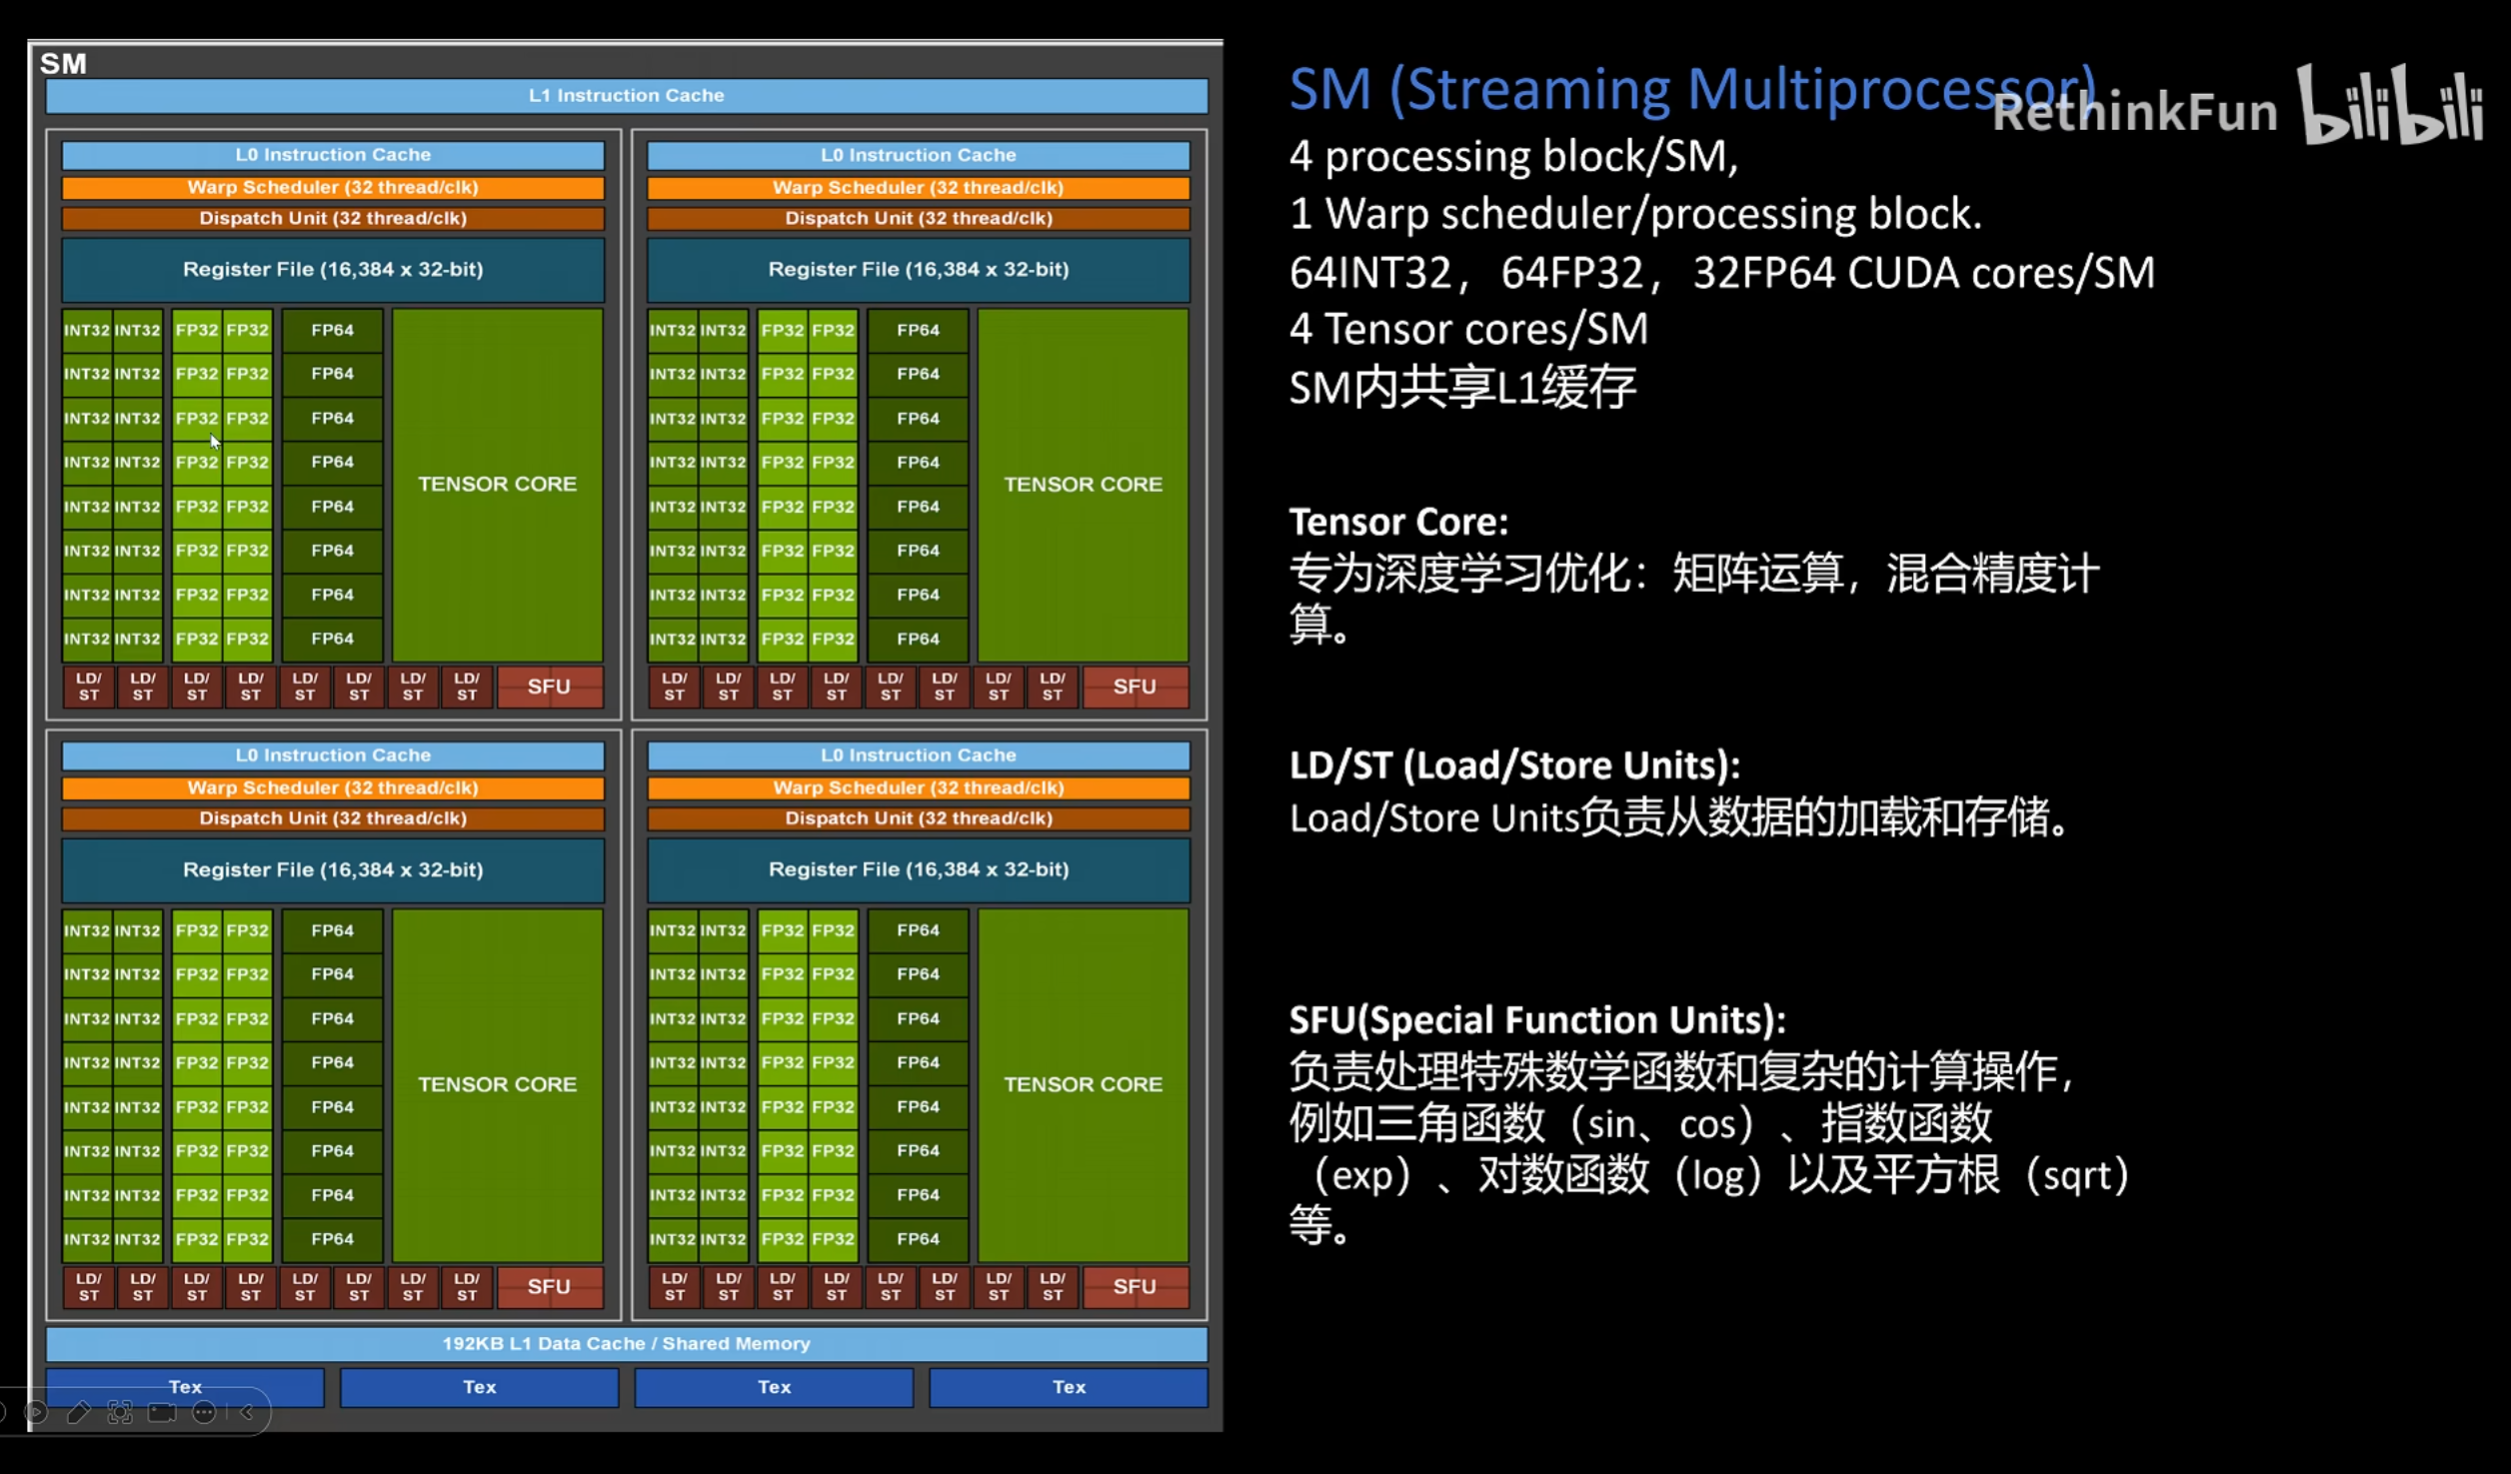 SM
L1 Instruction Cache
L0 Instruction Cache
Warp Scheduler (32 thread/clk)
Dispatch Unit (32 thread/clk)
Register File (16,384 x 32-bit)
INT32 INT32 FP32 FP32 FP64
INT32 INT32 FP32 FP32 FP64
INT32 INT32 FP32 FP32 FP64
INT32 INT32 FP32 FP32 FP64
TENSOR CORE
INT32 INT32 FP32 FP32 FP64
INT32 INT32 FP32 FP32 FP64
INT32 INT32 FP32 FP32 FP64
INT32 INT32 FP32 FP32 FP64
LD/ LD/ LD/ LD/ LD/ LD/ LD/ LD/
ST ST ST ST ST ST ST ST
SFU
L0 Instruction Cache
Warp Scheduler (32 thread/clk)
Dispatch Unit (32 thread/clk)
Register File (16,384 x 32-bit)
INT32 INT32 FP32 FP32 FP64
INT32 INT32 FP32 FP32 FP64
INT32 INT32 FP32 FP32 FP64
INT32 INT32 FP32 FP32 FP64
TENSOR CORE
INT32 INT32 FP32 FP32 FP64
INT32 INT32 FP32 FP32 FP64
INT32 INT32 FP32 FP32 FP64
INT32 INT32 FP32 FP32 FP64
LD/ LD/ LD/ LD/ LD/ LD/ LD/ LD/
ST ST ST ST ST ST ST ST
SFU
L0 Instruction Cache
Warp Scheduler (32 thread/clk)
Dispatch Unit (32 thread/clk)
Register File (16,384 x 32-bit)
INT32 INT32 FP32 FP32 FP64
INT32 INT32 FP32 FP32 FP64
INT32 INT32 FP32 FP32 FP64
INT32 INT32 FP32 FP32 FP64
TENSOR CORE
INT32 INT32 FP32 FP32 FP64
INT32 INT32 FP32 FP32 FP64
INT32 INT32 FP32 FP32 FP64
INT32 INT32 FP32 FP32 FP64
LD/ LD/ LD/ LD/ LD/ LD/ LD/ LD/
ST ST ST ST ST ST ST ST
SFU
L0 Instruction Cache
Warp Scheduler (32 thread/clk)
Dispatch Unit (32 thread/clk)
Register File (16,384 x 32-bit)
INT32 INT32 FP32 FP32 FP64
INT32 INT32 FP32 FP32 FP64
INT32 INT32 FP32 FP32 FP64
INT32 INT32 FP32 FP32 FP64
TENSOR CORE
INT32 INT32 FP32 FP32 FP64
INT32 INT32 FP32 FP32 FP64
INT32 INT32 FP32 FP32 FP64
INT32 INT32 FP32 FP32 FP64
LD/ LD/ LD/ LD/ LD/ LD/ LD/ LD/
ST ST ST ST ST ST ST ST
SFU
192KB L1 Data Cache / Shared Memory
Tex Tex Tex Tex
SM (Streaming Multiprocessor)
RethinkFun bilibili
4 processing block/SM,
1 Warp scheduler/processing block.
64INT32，64FP32，32FP64 CUDA cores/SM
4 Tensor cores/SM
SM内共享L1缓存
Tensor Core:
专为深度学习优化：矩阵运算，混合精度计
算。
LD/ST (Load/Store Units):
Load/Store Units负责从数据的加载和存储。
SFU(Special Function Units):
负责处理特殊数学函数和复杂的计算操作，
例如三角函数（sin、cos）、指数函数
（exp）、对数函数（log）以及平方根（sqrt）
等。